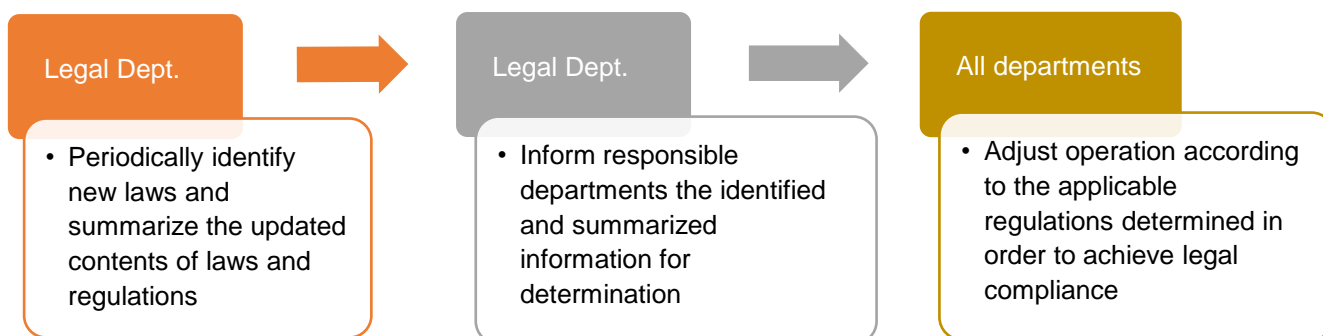 Legal Dept.
• Periodically identify
new laws and
summarize the updated
contents of laws and
regulations
Legal Dept.
• Inform responsible
departments the identified
and summarized
information for
determination
All departments
• Adjust operation according
to the applicable
regulations determined in
order to achieve legal
compliance